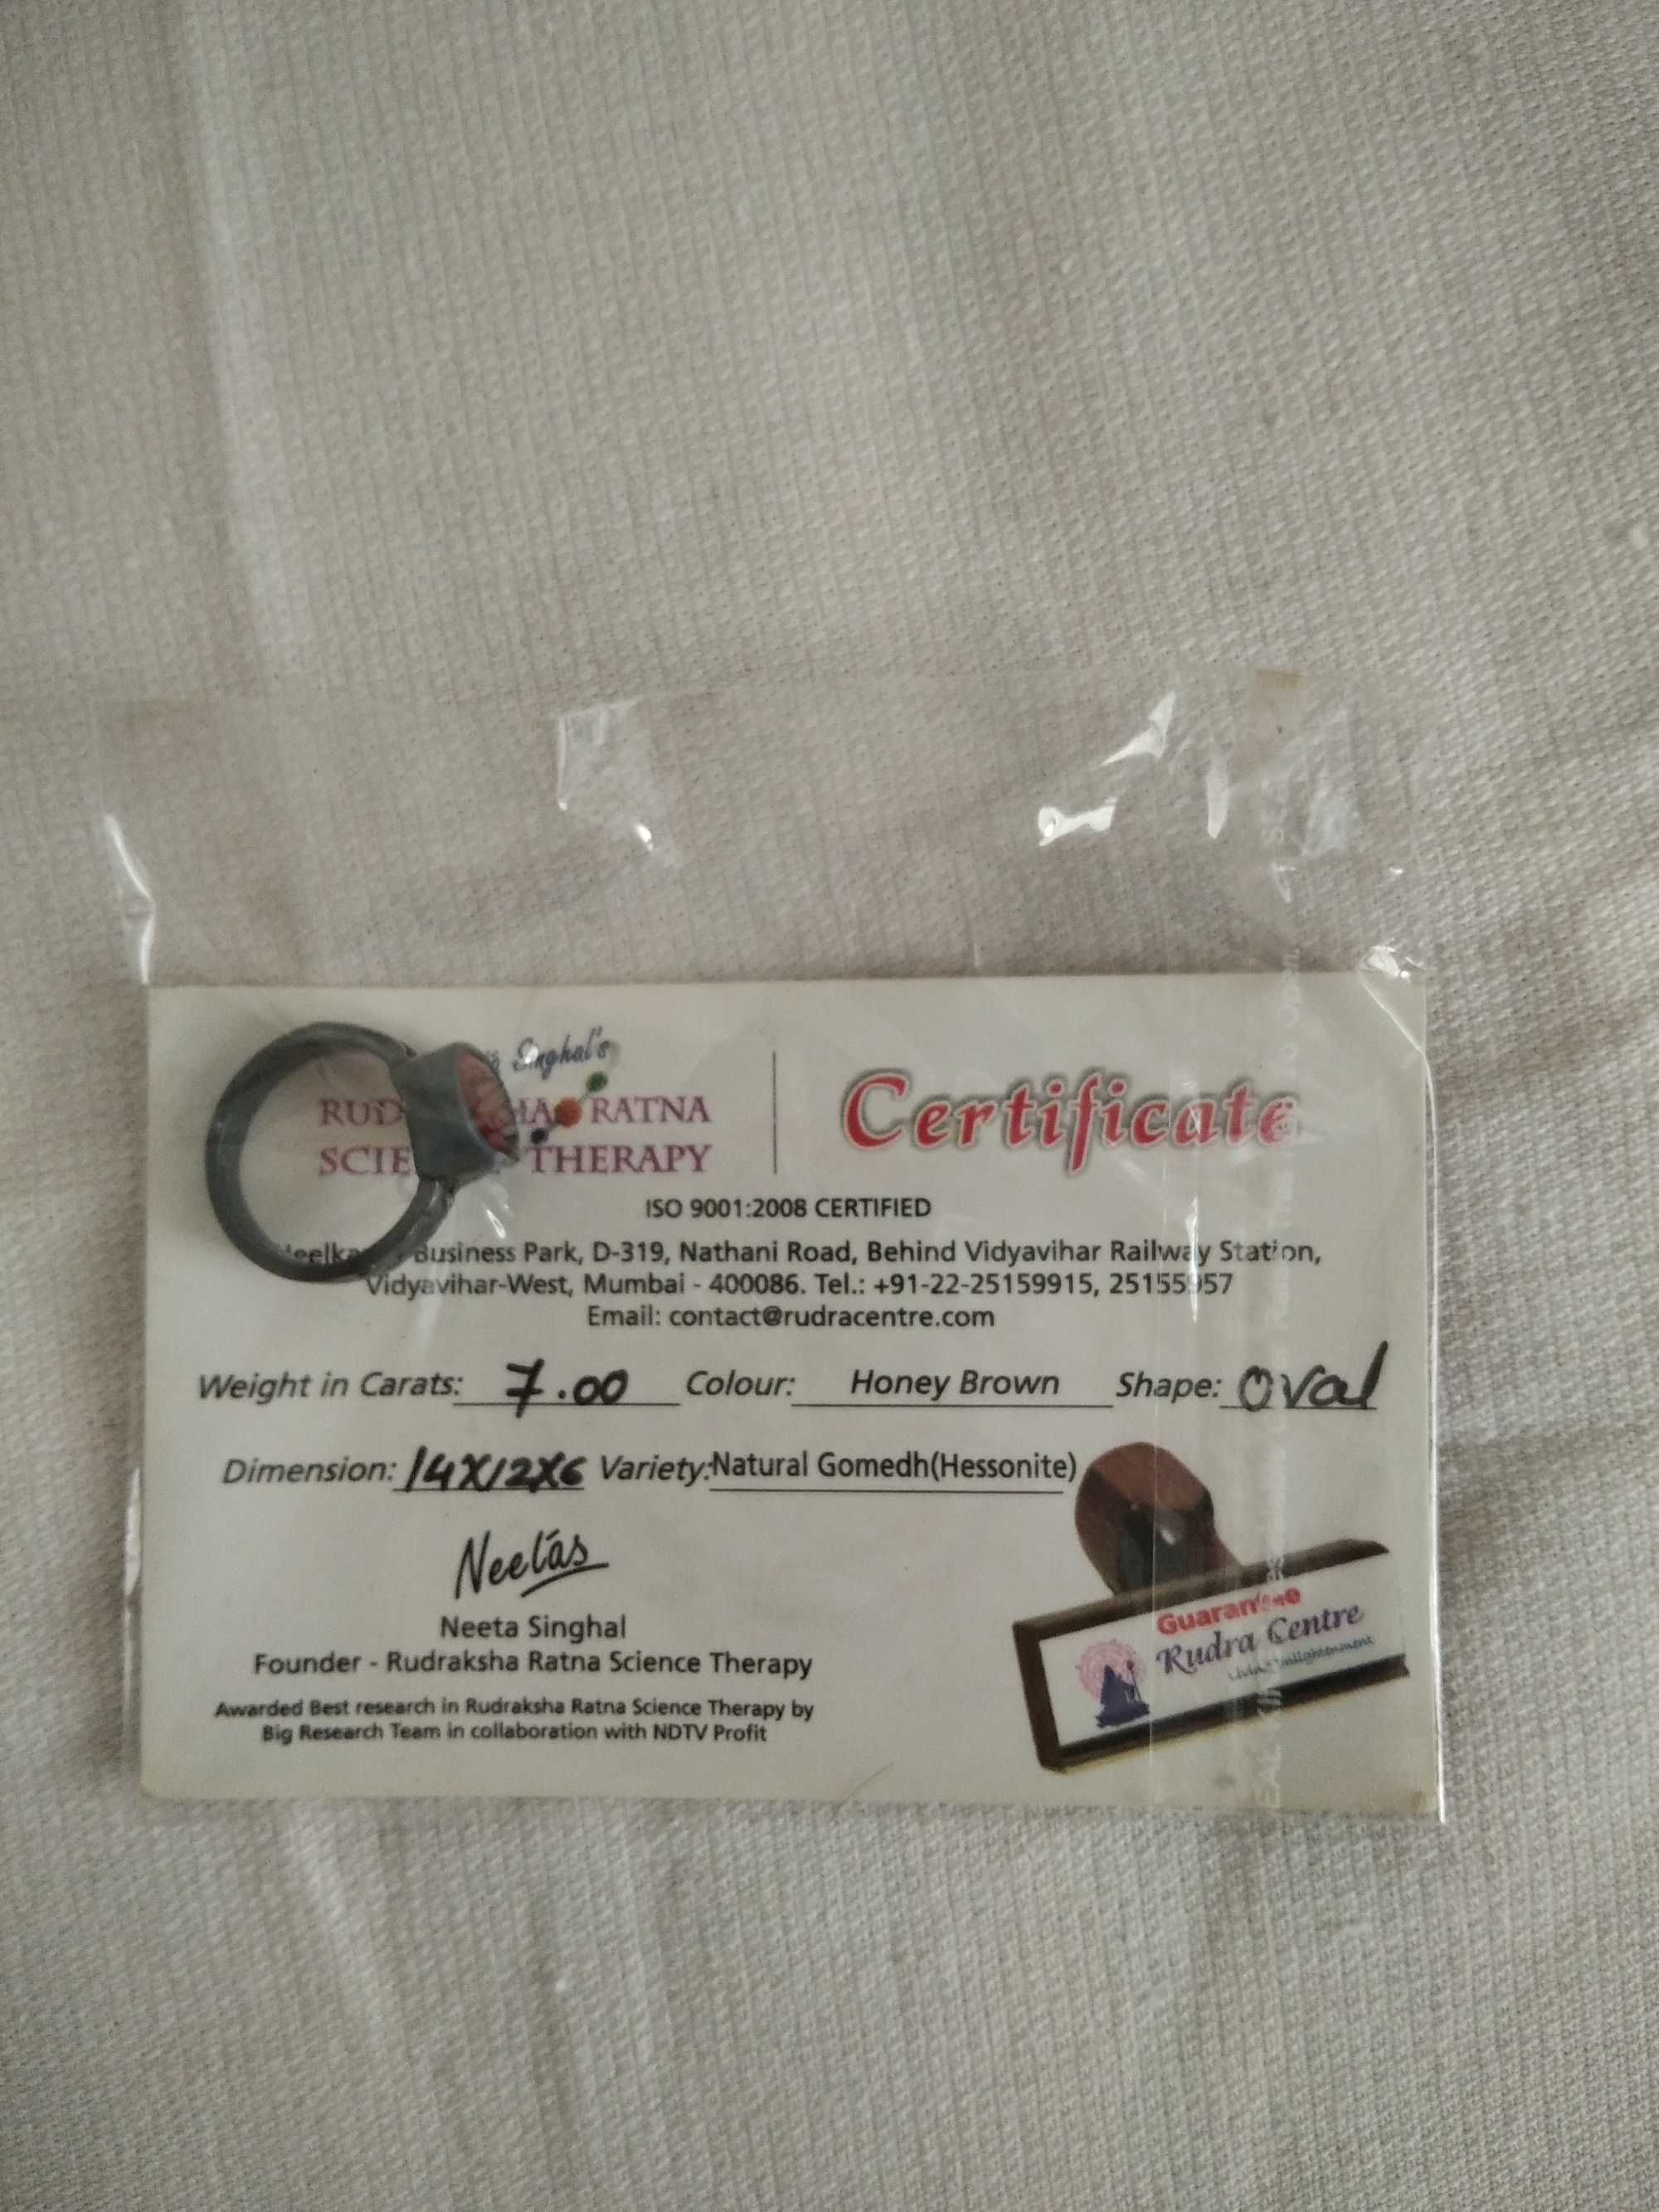 Singhal's
RATNA
THERAPY
Certificate
ISO 9001:2008 CERTIFIED
Business Park, D-319, Nathani Road, Behind Vidyavihar Railway Station,
Vidyavihar-West, Mumbai - 400086. Tel.: +91-22-25159915, 25155957
Email: contact@rudracentre.com
Weight in Carats: 7.00 Colour: Honey Brown Shape: Oval
Dimension: 14X12X6 Variety: Natural Gomedh(Hessonite)
Neetas
Neeta Singhal
Founder - Rudraksha Ratna Science Therapy
Awarded Best research in Rudraksha Ratna Science Therapy by
Big Research Team in collaboration with NDTV Profit
Guarantee
Rudra Centre